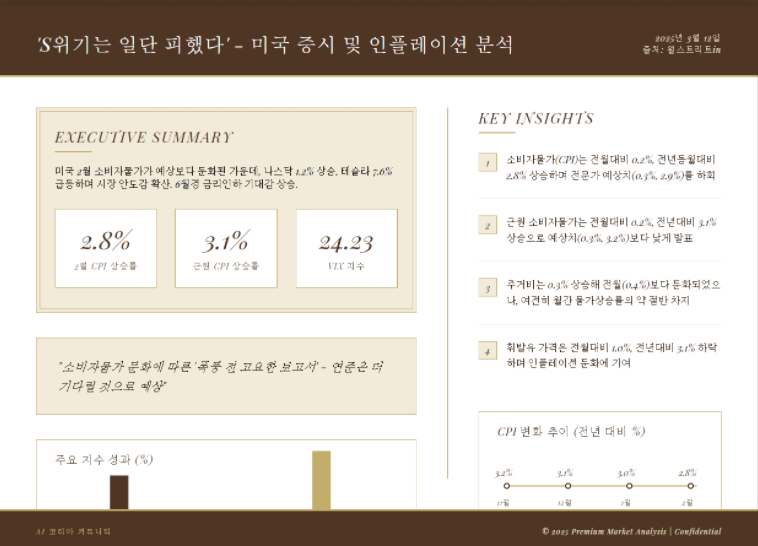 'S위기는 일단 피했다' - 미국 증시 및 인플레이션 분석
2025년 3월 12일
출처: 월스트리트in
EXECUTIVE SUMMARY
미국 2월 소비자물가가 예상보다 둔화된 가운데, 나스닥 1.2% 상승, 테슬라 7.6%
급등하며 시장 안도감 확산. 6월경 금리인하 기대감 상승.
2.8%
2월 CPI 상승률
3.1%
근원 CPI 상승률
24.23
VIX 지수
"소비자물가 둔화에 따른 '폭풍 전 고요한 보고서' - 연준은 더
기다릴 것으로 예상"
주요 지수 성과 (%)
KEY INSIGHTS
1
소비자물가(CPI)는 전월대비 0.2%, 전년동월대비
2.8% 상승하며 전문가 예상치(0.3%, 2.9%)를 하회
2
근원 소비자물가는 전월대비 0.2%, 전년대비 3.1%
상승으로 예상치(0.3%, 3.2%)보다 낮게 발표
3
주거비는 0.3% 상승해 전월(0.4%)보다 둔화되었으
나, 여전히 월간 물가상승률의 약 절반 차지
4
휘발유 가격은 전월대비 1.0%, 전년대비 3.1% 하락
하며 인플레이션 둔화에 기여
CPI 변화 추이 (전년 대비 %)
3.2%
3.1%
3.0%
2.8%
11월
12월
1월
2월
AI 코리아 커뮤니티
© 2025 Premium Market Analysis | Confidential